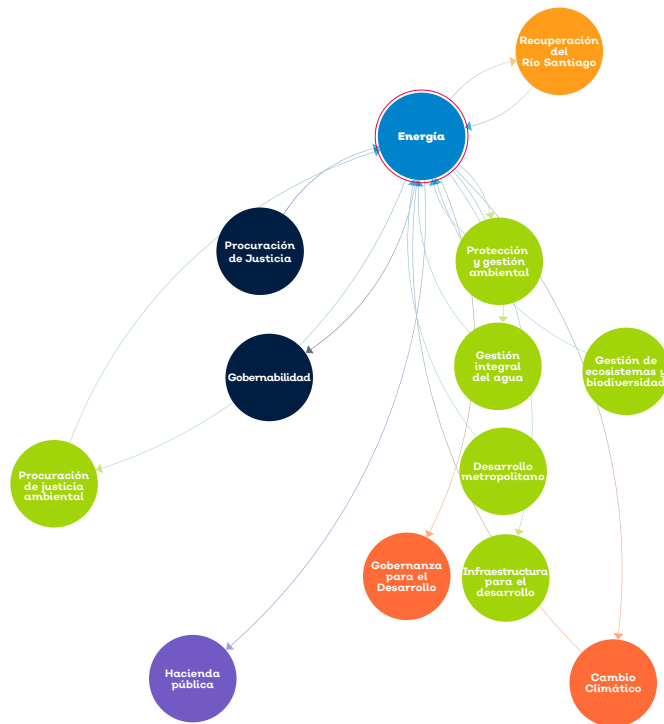 Recuperación
del
Río Santiago
Energía
Procuración
de Justicia
Protección
y gestión
ambiental
Gobernabilidad
Gestión
integral
del agua
Gestión de
ecosistemas y
biodiversidad
Procuración
de justicia
ambiental
Desarrollo
metropolitano
Gobernanza
para el
Desarrollo
Infraestructura
para el
desarrollo
Hacienda
pública
Cambio
Climático